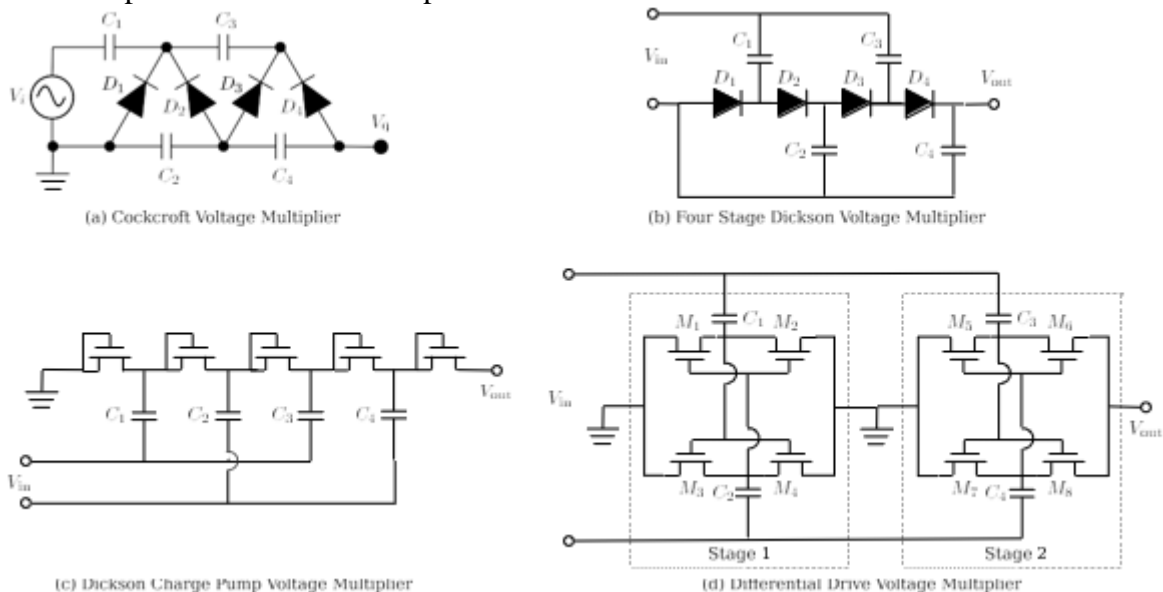 C1
C3
Vi
D1
D2
D3
D4
Vq
C2
C4
(a) Cockcroft Voltage Multiplier
Vin
C1
C3
D1
D2
D3
D4
Vout
C2
C4
(b) Four Stage Dickson Voltage Multiplier
C1
C2
C3
C4
Vout
Vin
(c) Dickson Charge Pump Voltage Multiplier
M1
C1
M2
M5
C3
M6
Vin
Vout
M3
C2
M4
M7
C4
M8
Stage 1
Stage 2
(d) Differential Drive Voltage Multiplier